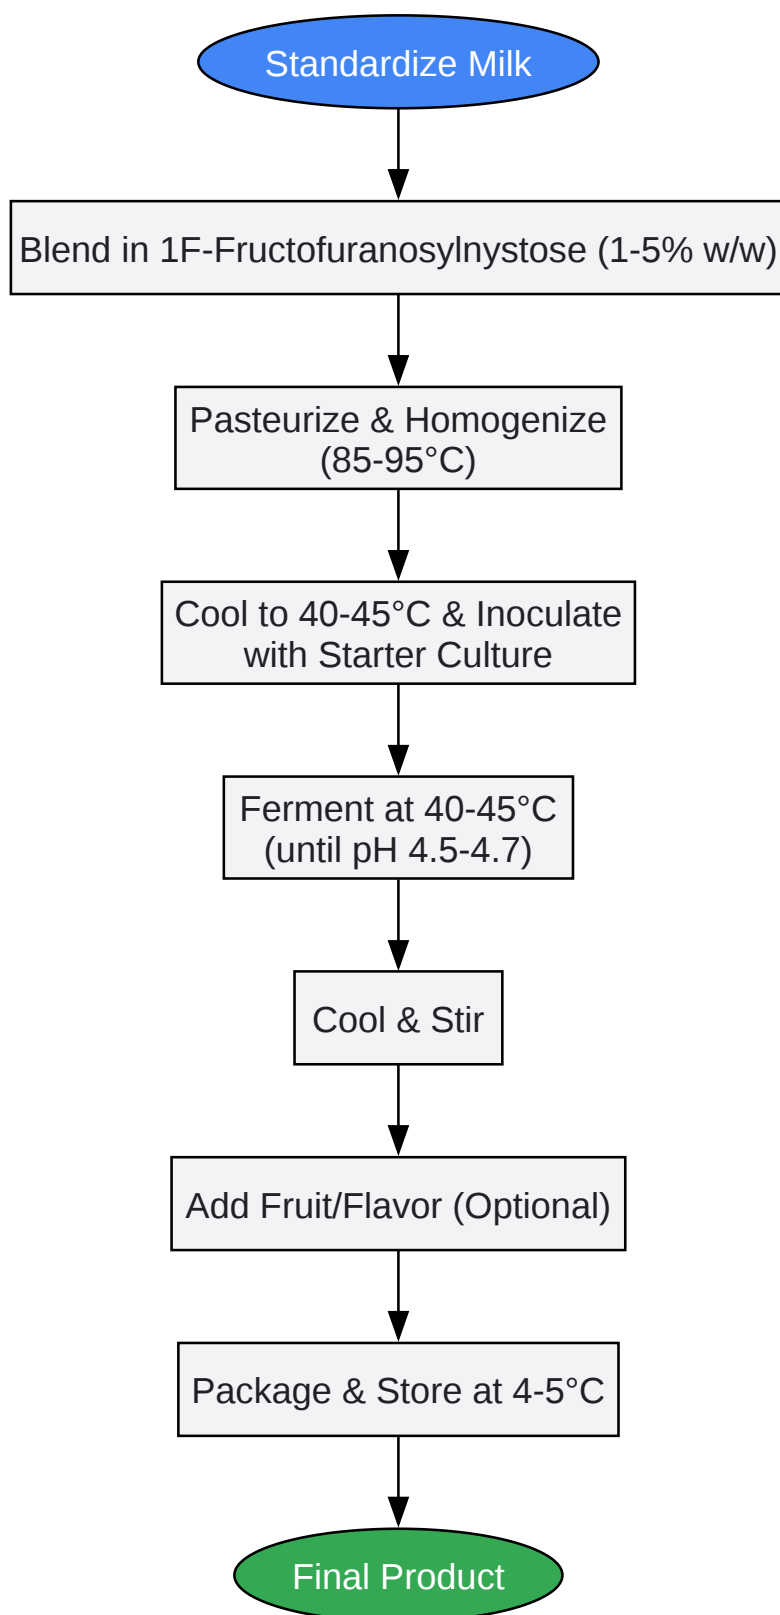 Standardize Milk
Blend in 1F-Fructofuranosylnystose (1-5% w/w)
Pasteurize & Homogenize
(85-95°C)
Cool to 40-45°C & Inoculate
with Starter Culture
Ferment at 40-45°C
(until pH 4.5-4.7)
Cool & Stir
Add Fruit/Flavor (Optional)
Package & Store at 4-5°C
Final Product